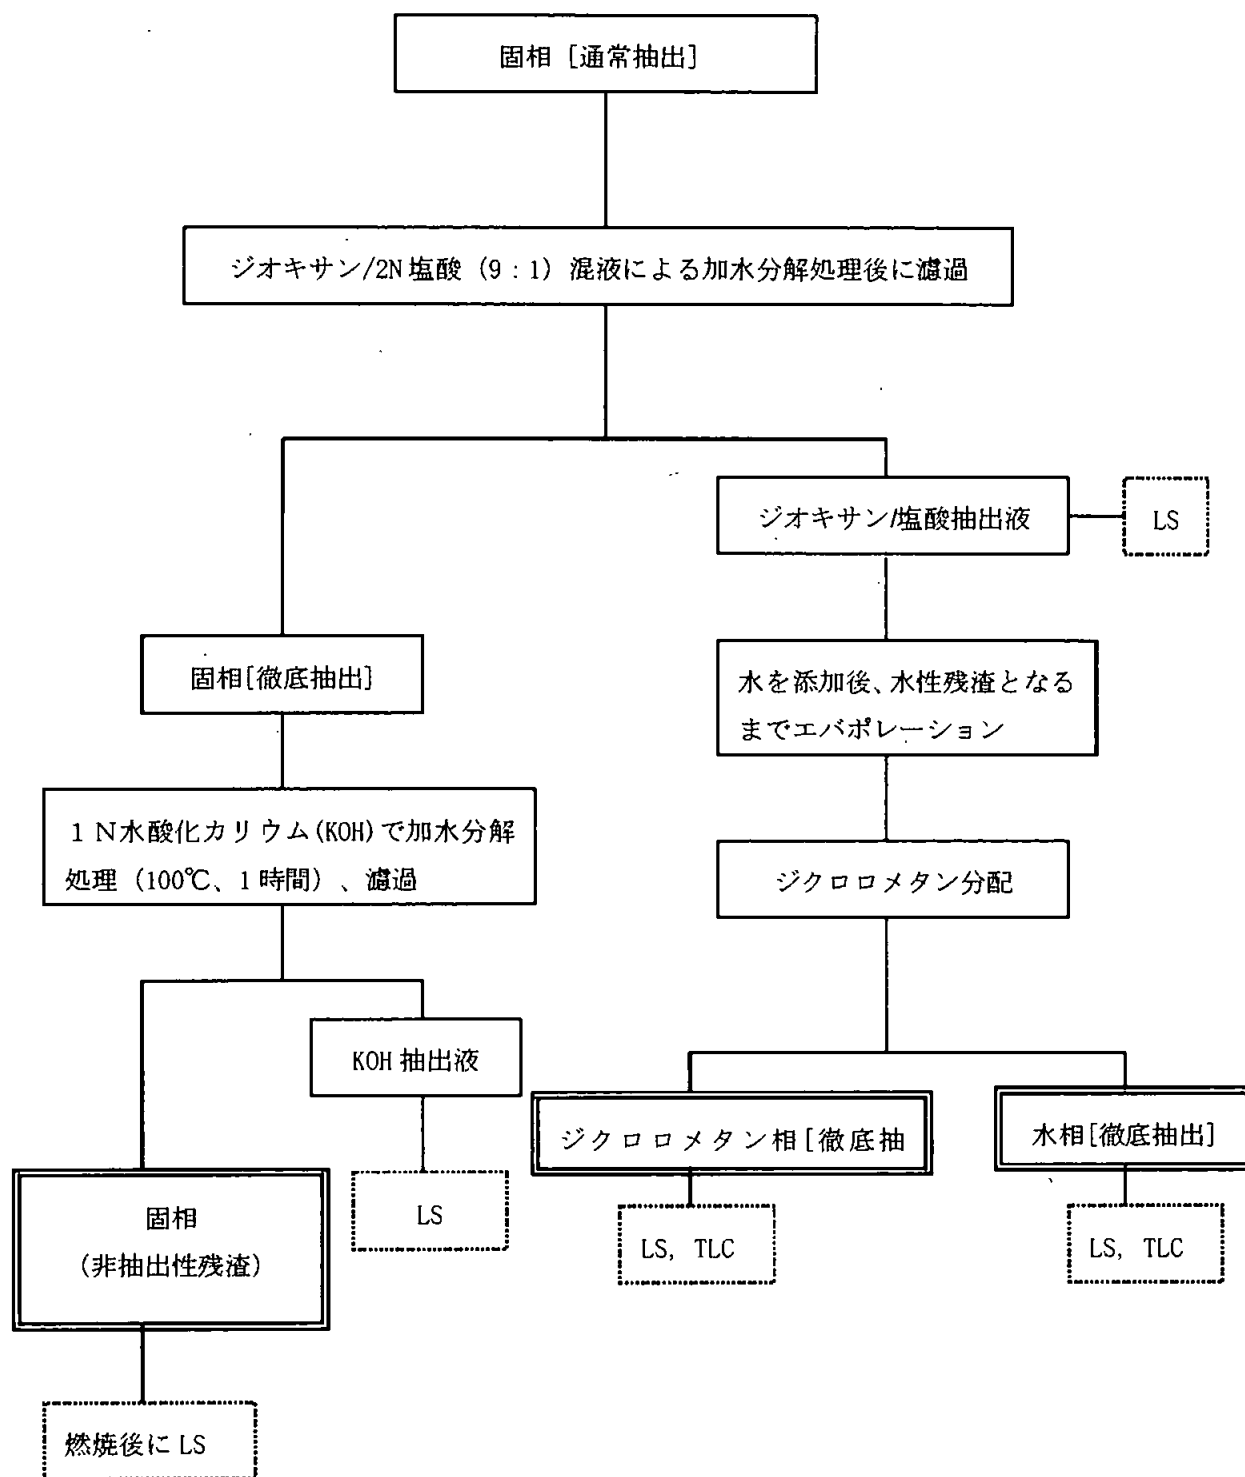 固相［通常抽出］
ジオキサン/2N塩酸（9：1）混液による加水分解処理後に濾過
ジオキサン/塩酸抽出液
LS
固相[徹底抽出]
水を添加後、水性残渣となる
までエバポレーション
１Ｎ水酸化カリウム(KOH)で加水分解
処理（100℃、1時間）、濾過
ジクロロメタン分配
KOH 抽出液
ジクロロメタン相[徹底抽
水相[徹底抽出]
LS
固相
（非抽出性残渣）
LS, TLC
LS, TLC
燃焼後に LS